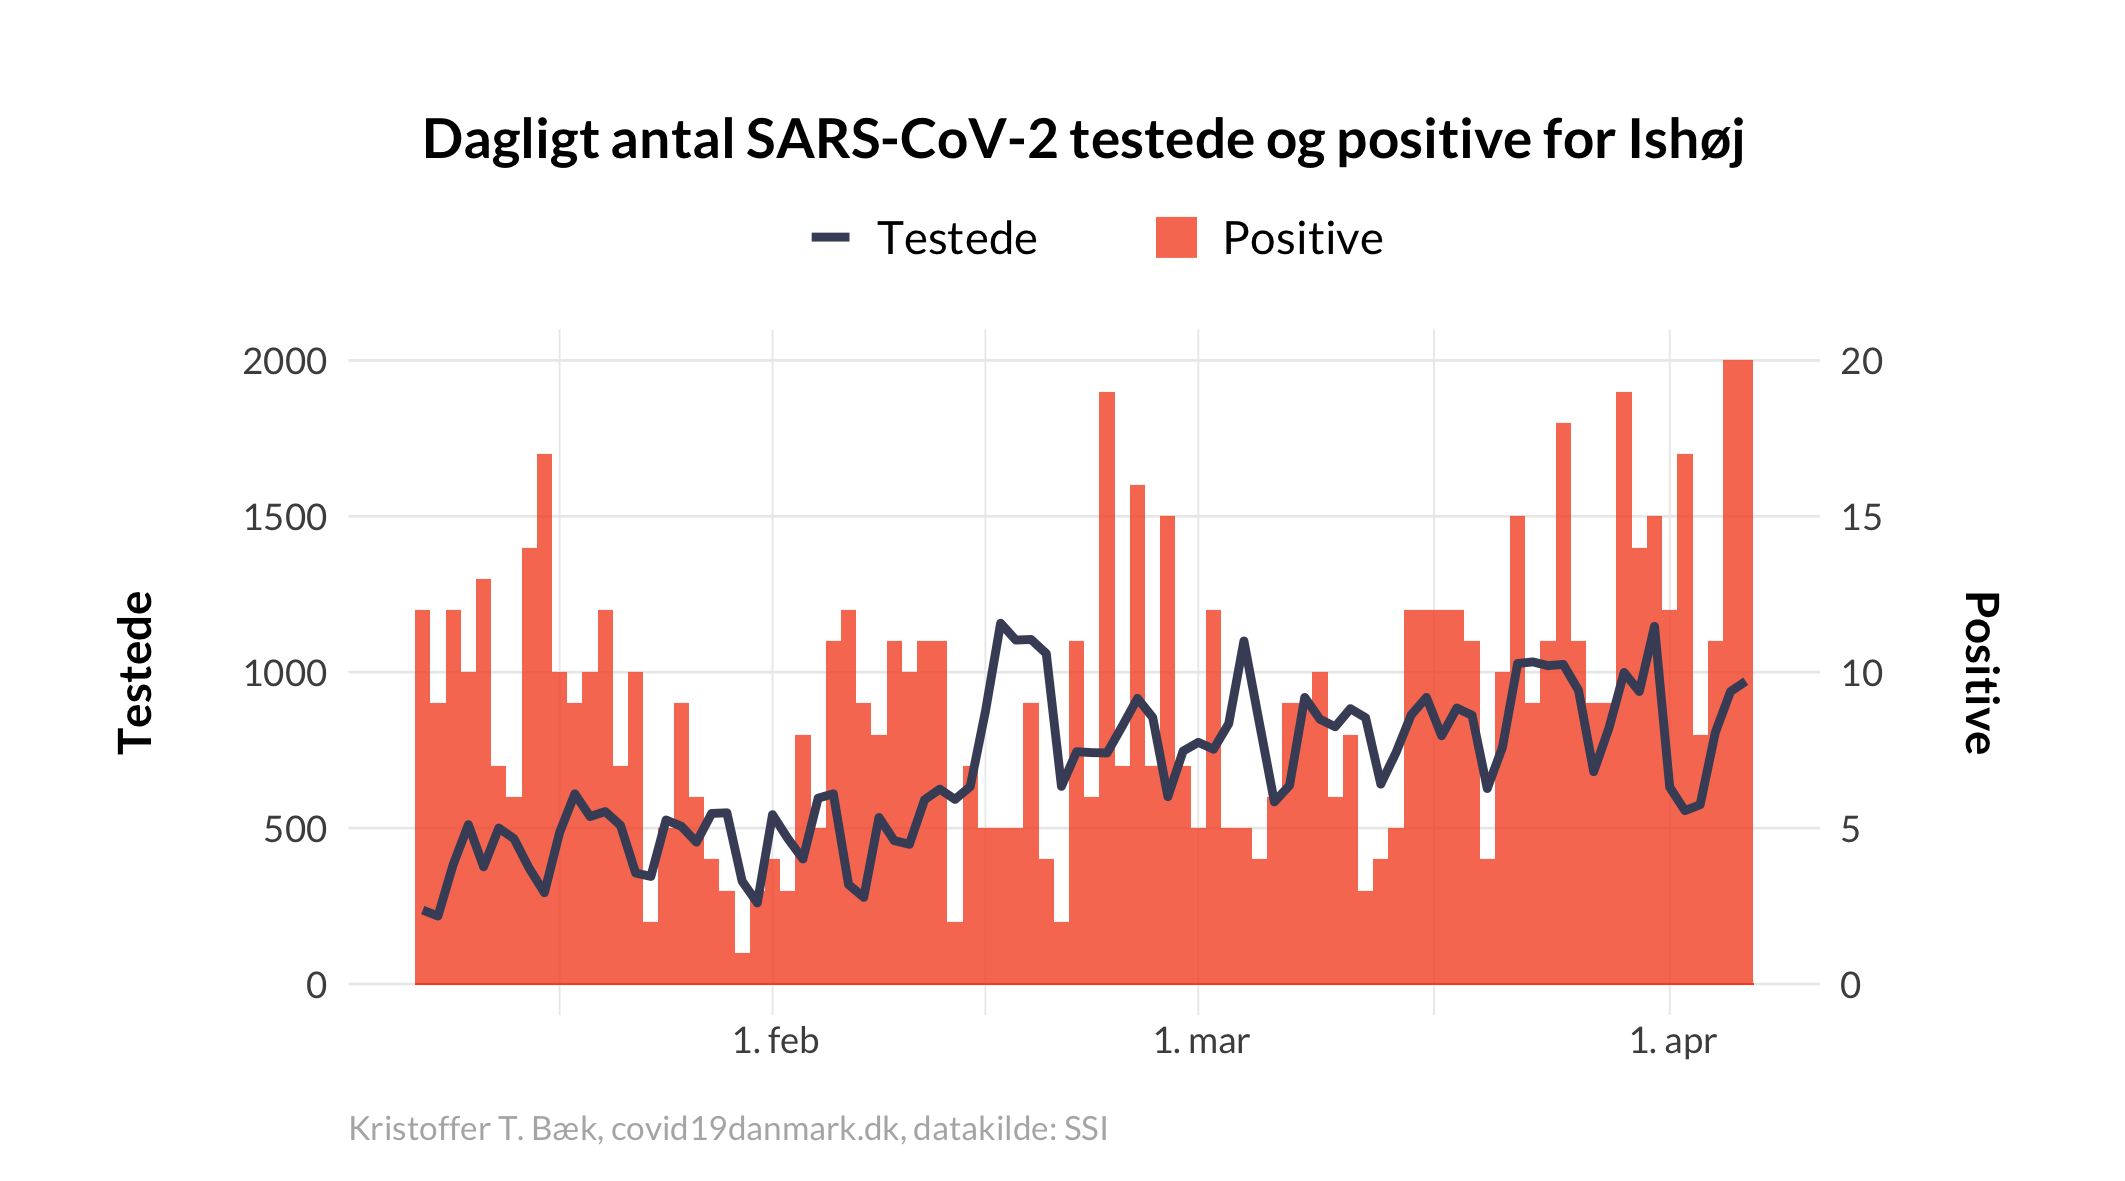 Dagligt antal SARS-CoV-2 testede og positive for Ishøj
Testede
Positive
2000
1500
1000
500
0
Testede
20
15
10
5
0
Positive
1. feb
1. mar
1. apr
Kristoffer T. Bæk, covid19danmark.dk, datakilde: SSI